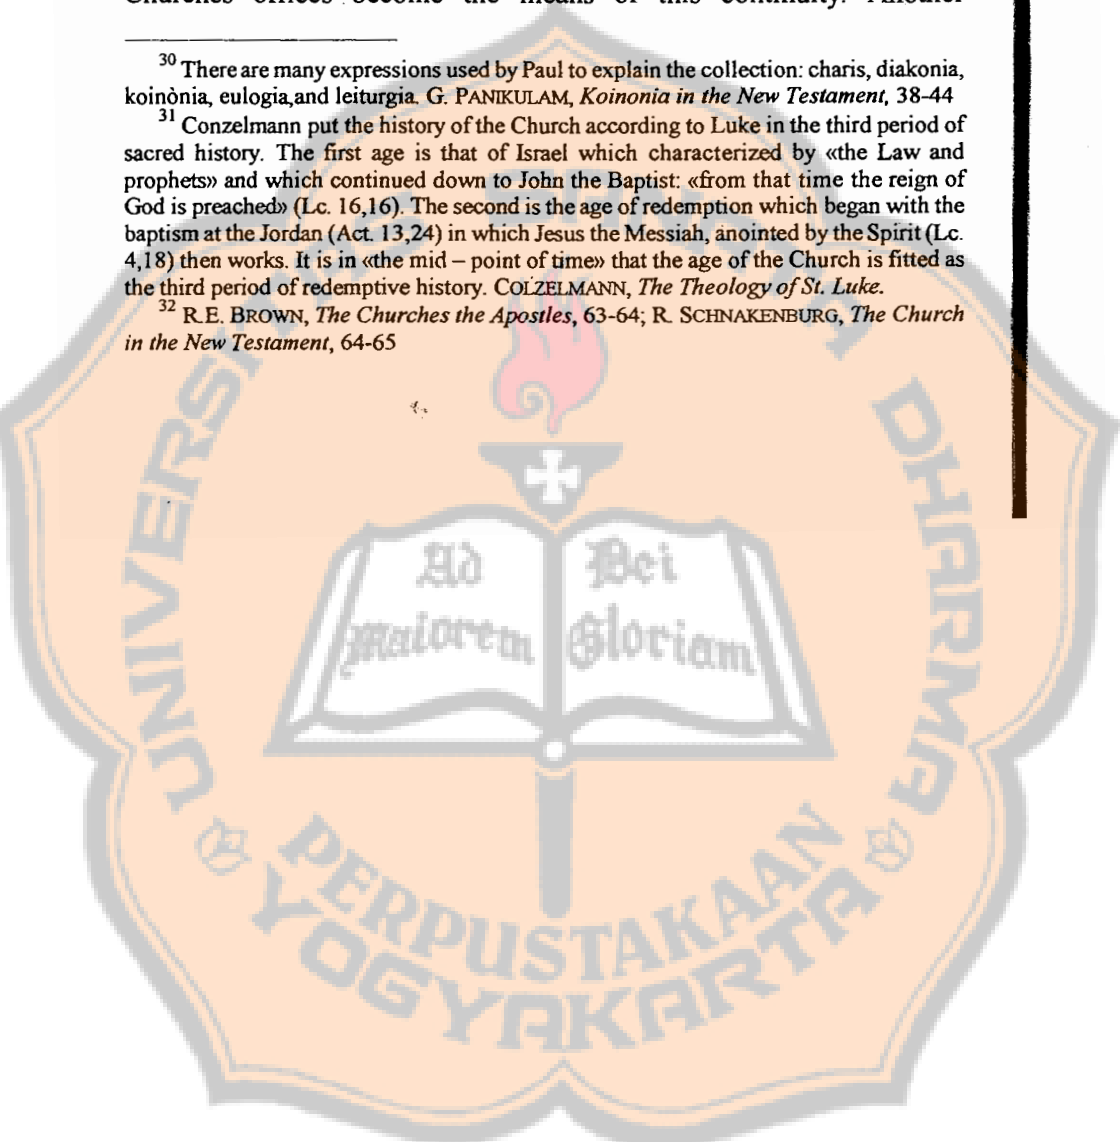 Churches offices become the means of this continuity. Another
30 There are many expressions used by Paul to explain the collection: charis, diakonia,
koinònia, eulogia,and leiturgia. G. PANIKULAM, Koinonia in the New Testament, 38-44
31 Conzelmann put the history of the Church according to Luke in the third period of
sacred history. The first age is that of Israel which characterized by «the Law and
prophets» and which continued down to John the Baptist: «from that time the reign of
God is preached» (Lc. 16,16). The second is the age of redemption which began with the
baptism at the Jordan (Act. 13,24) in which Jesus the Messiah, anointed by the Spirit (Lc.
4,18) then works. It is in «the mid – point of time» that the age of the Church is fitted as
the third period of redemptive history. COLZELMANN, The Theology of St. Luke.
32 R.E. BROWN, The Churches the Apostles, 63-64; R. SCHNAKENBURG, The Church
in the New Testament, 64-65
UNIVERSITAS SANATA DHARMA
Ad
maiorem
Dei
Gloriam
PERPUSTAKAAN
YOGYAKARTA